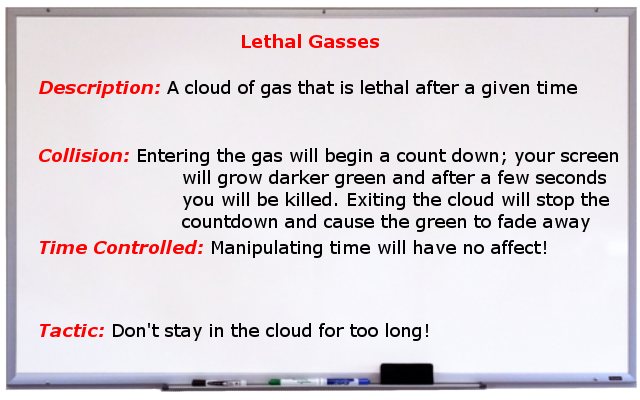 Lethal Gasses
Description: A cloud of gas that is lethal after a given time
Collision: Entering the gas will begin a count down; your screen
will grow darker green and after a few seconds
you will be killed. Exiting the cloud will stop the
countdown and cause the green to fade away
Time Controlled: Manipulating time will have no affect!
Tactic: Don't stay in the cloud for too long!